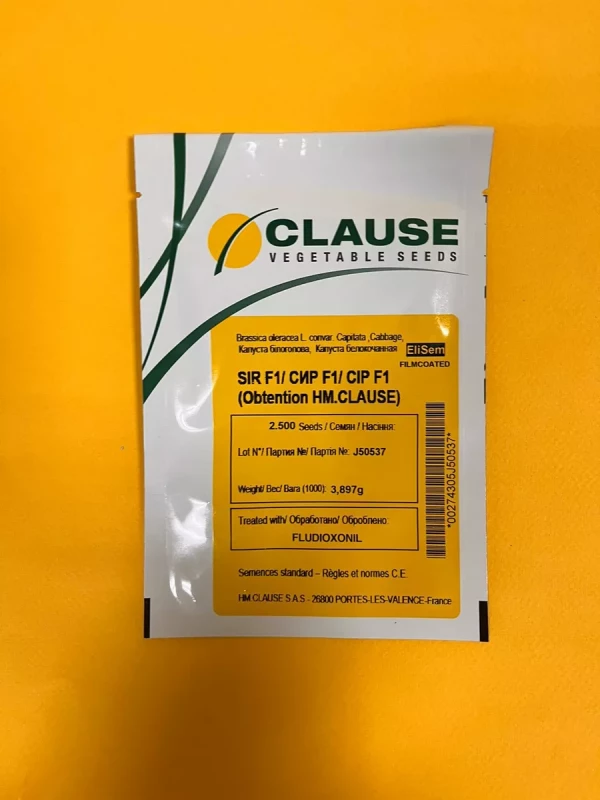 CLAUSE
VEGETABLE SEEDS
Brassica oleracea L. convar. Capitata ,Cabbage,
Капуста білоголова, Капуста белокочанная
EliSem
FILMCOATED
SIR F1/ СИР F1/ СІР F1
(Obtention HM.CLAUSE)
2.500 Seeds / Семян / Насіння:
Lot N°/ Партия №/ Партія №: J50537
Weight/ Вес/ Вага (1000): 3,897g
Treated with/ Обработано/ Оброблено:
FLUDIOXONIL
*00274305J50537*
Semences standard – Règles et normes C.E.
HM.CLAUSE S.A.S - 26800 PORTES-LES-VALENCE-France